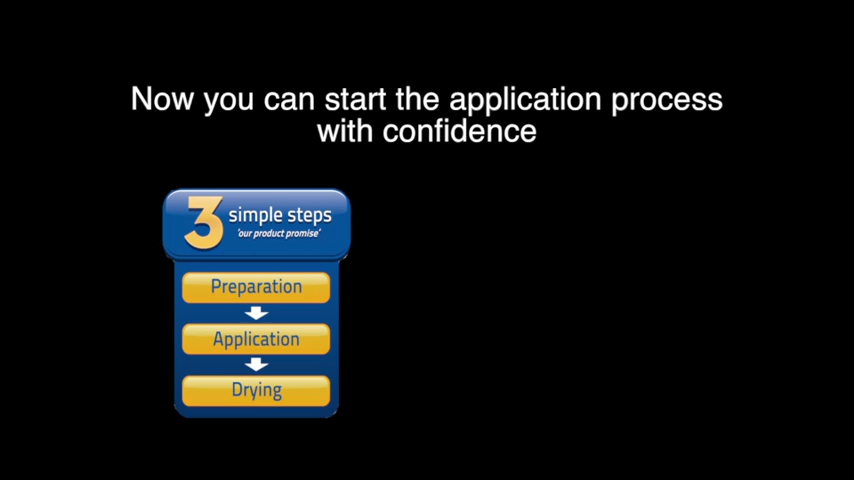 Now you can start the application process
with confidence
3 simple steps
'our product promise'
Preparation
Application
Drying